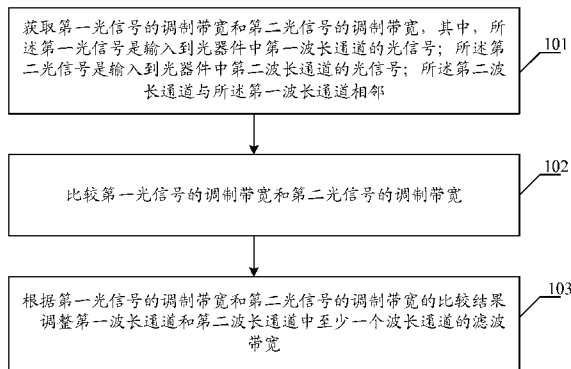 获取第一光信号的调制带宽和第二光信号的调制带宽，其中，所
述第一光信号是输入到光器件中第一波长通道的光信号；所述第
二光信号是输入到光器件中第二波长通道的光信号；所述第二波
长通道与所述第一波长通道相邻
101
比较第一光信号的调制带宽和第二光信号的调制带宽
102
根据第一光信号的调制带宽和第二光信号的调制带宽的比较结果
调整第一波长通道和第二波长通道中至少一个波长通道的滤波
带宽
103